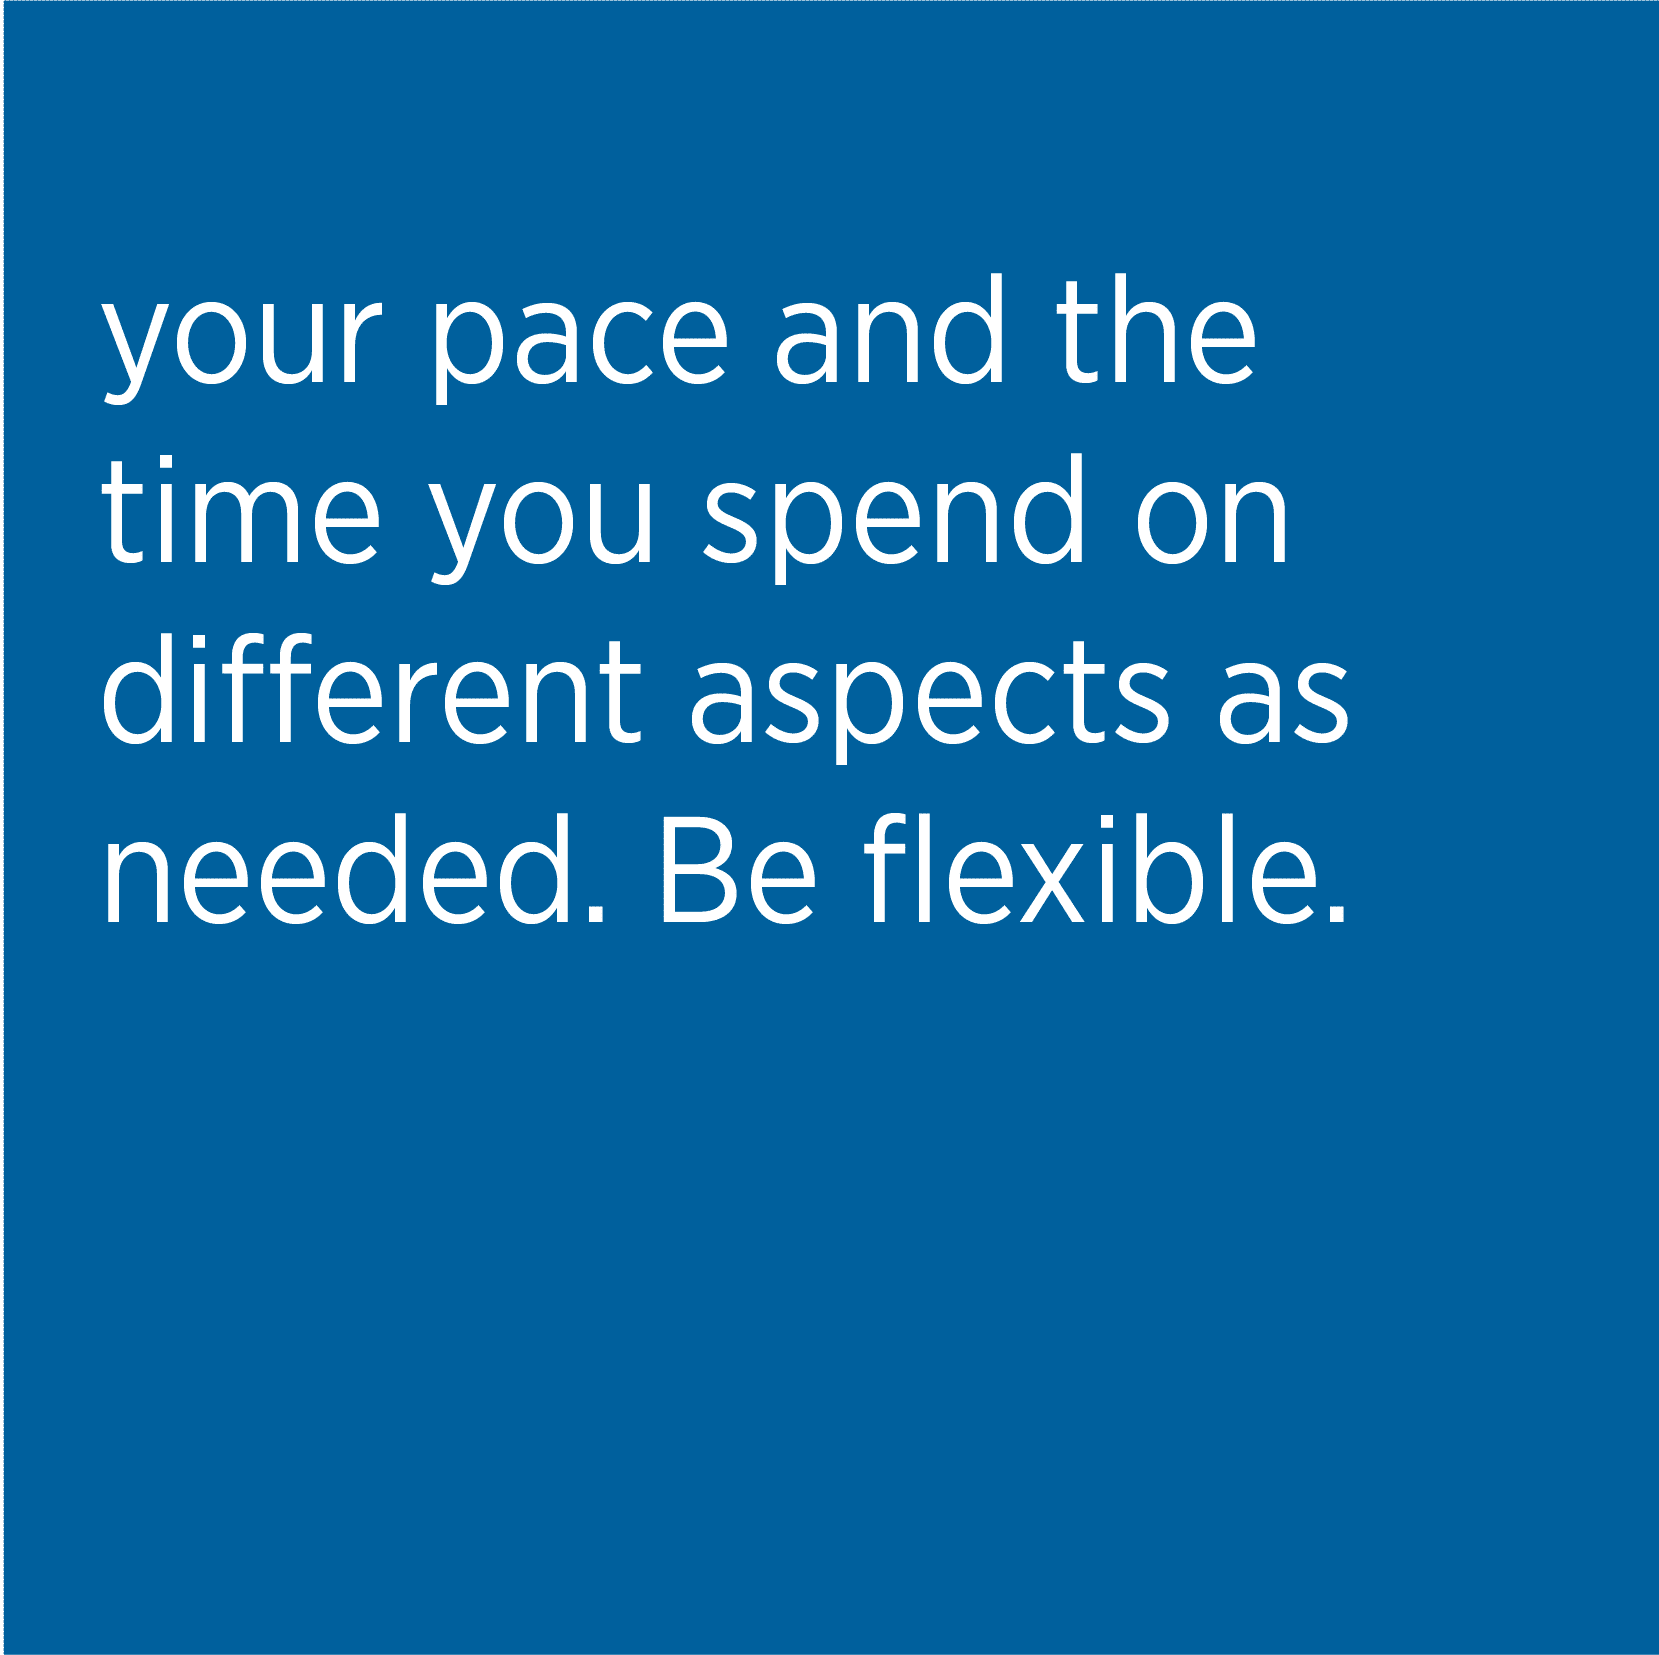 your pace and the
time you spend on
different aspects as
needed. Be flexible.